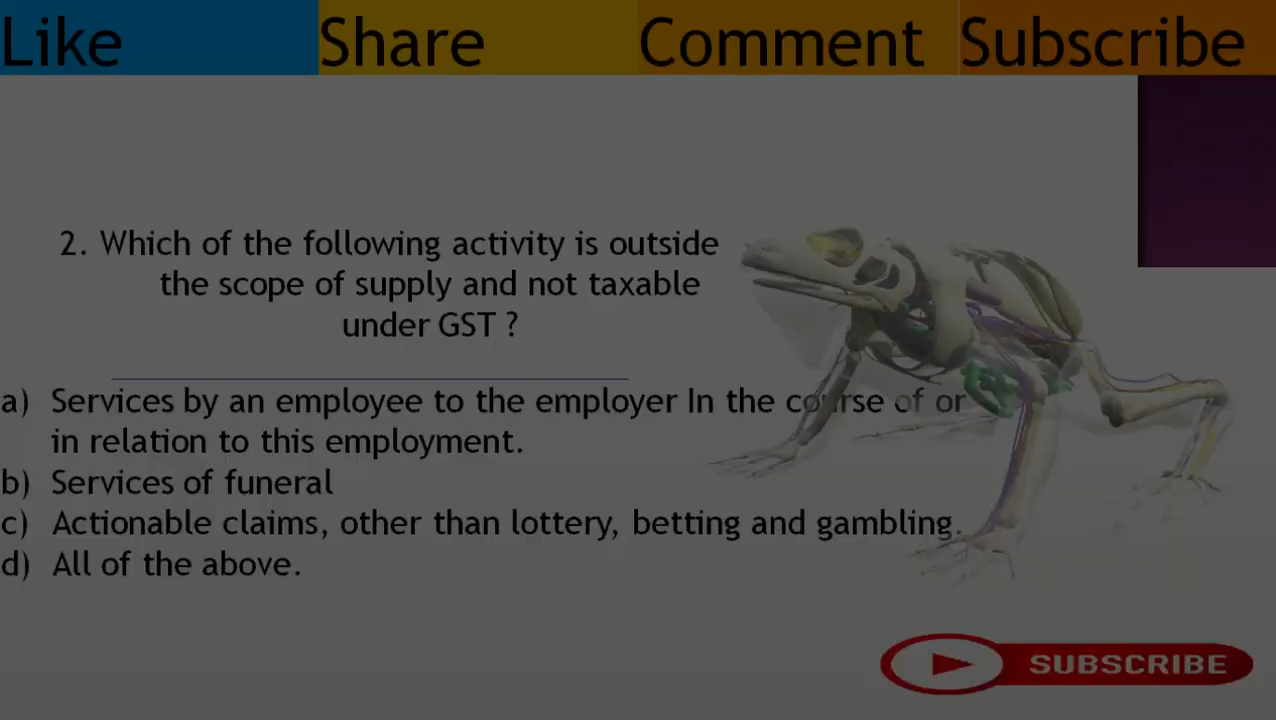 Like Share Comment Subscribe
2. Which of the following activity is outside
the scope of supply and not taxable
under GST ?
a) Services by an employee to the employer In the course of or
in relation to this employment.
b) Services of funeral
c) Actionable claims, other than lottery, betting and gambling.
d) All of the above.
SUBSCRIBE